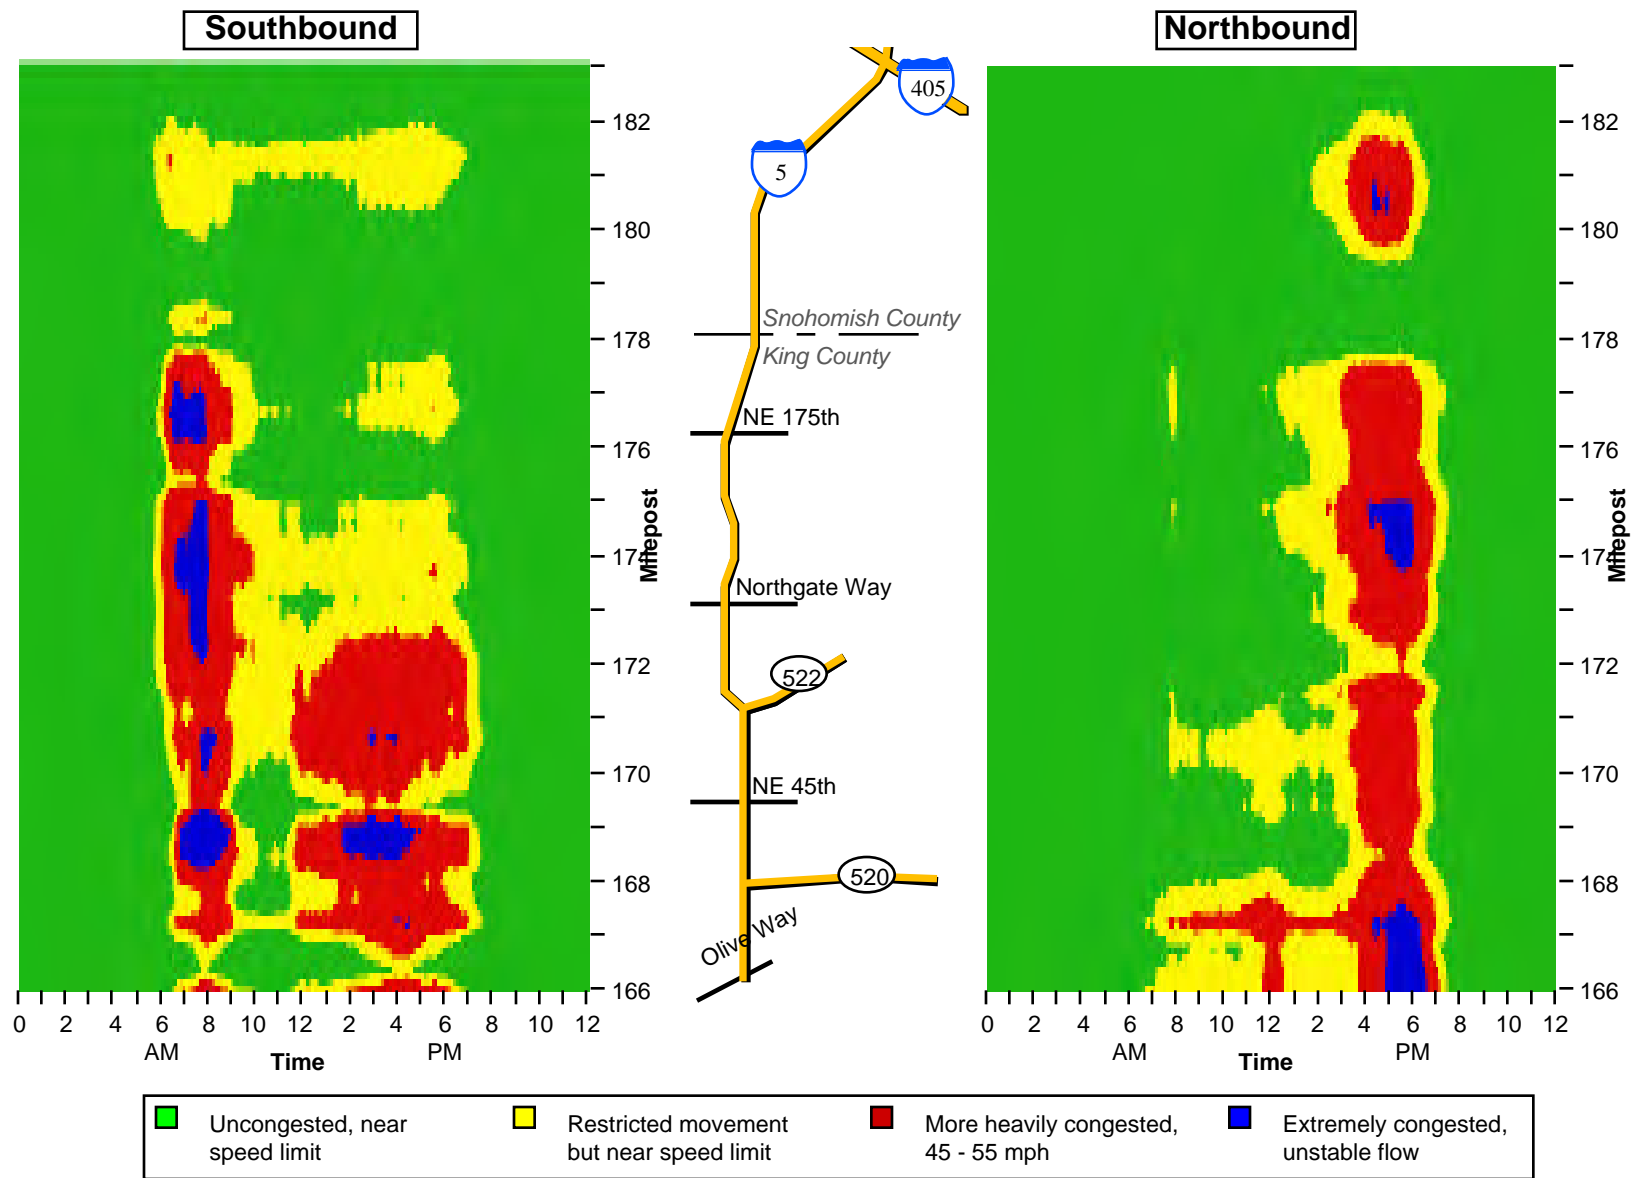 Southbound
Northbound
405
5
182
180
178
176
174
172
170
168
166
Milepost
Snohomish County
King County
NE 175th
Northgate Way
522
NE 45th
520
Olive Way
182
180
178
176
174
172
170
168
166
Milepost
0 2 4 6 8 10 12 2 4 6 8 10 12
AM PM
Time
0 2 4 6 8 10 12 2 4 6 8 10 12
AM PM
Time
Uncongested, near
speed limit
Restricted movement
but near speed limit
More heavily congested,
45 - 55 mph
Extremely congested,
unstable flow